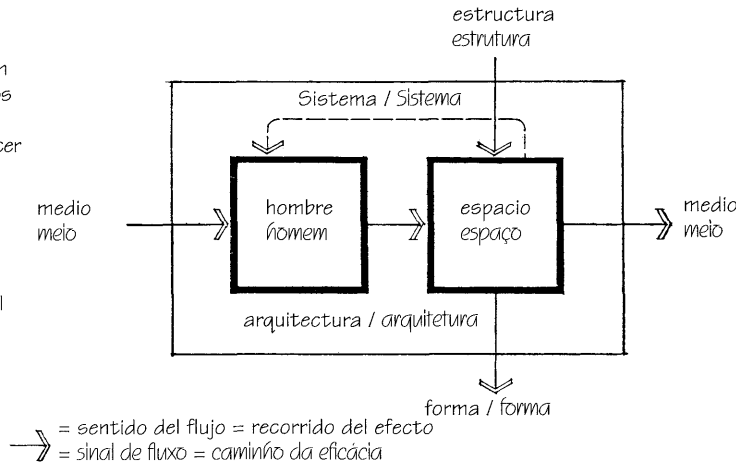 estructura
estrutura
Sistema / Sistema
medio
meio
hombre
homem
espacio
espaço
medio
meio
arquitectura / arquitetura
forma / forma
= sentido del flujo = recorrido del efecto
= sinal de fluxo = caminho da eficácia